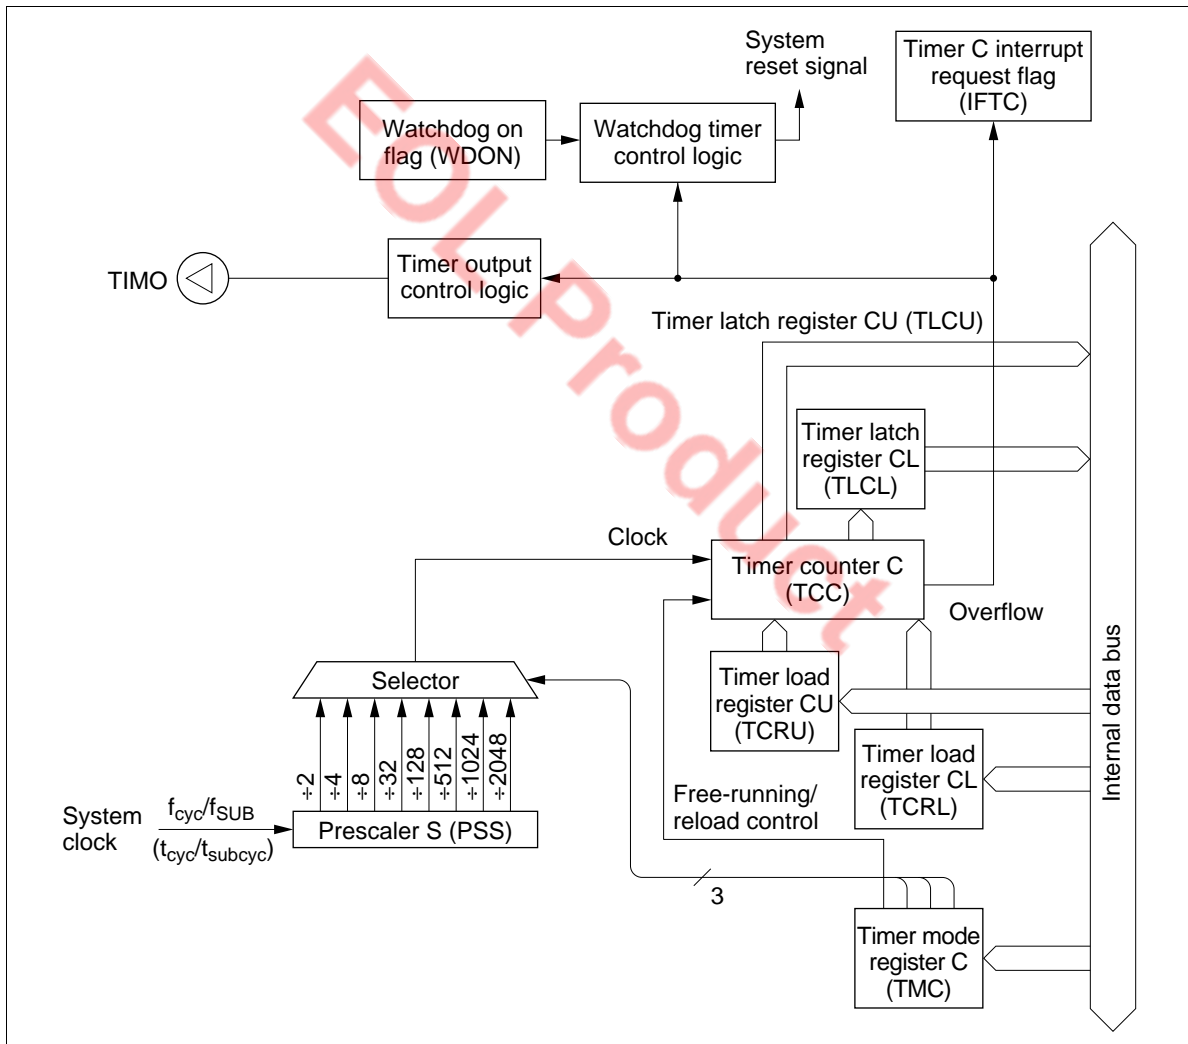 System
reset signal
Timer C interrupt
request flag
(IFTC)
Watchdog on
flag (WDON)
Watchdog timer
control logic
TIMO
Timer output
control logic
Timer latch register CU (TLCU)
Timer latch
register CL
(TLCL)
Clock
Timer counter C
(TCC)
Overflow
Selector
Timer load
register CU
(TCRU)
Timer load
register CL
(TCRL)
Internal data bus
÷2
÷4
÷8
÷32
÷128
÷512
÷1024
÷2048
System
clock
fcyc/fSUB
(tcyc/tsubcyc)
Prescaler S (PSS)
Free-running/
reload control
3
Timer mode
register C
(TMC)
EOL Product